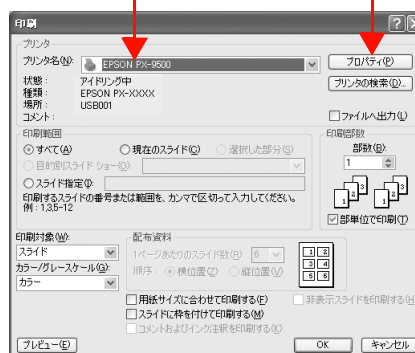 印刷
プリンタ
プリンタ名(N): EPSON PX-9500 プロパティ(P)
状態: アイドリング中 プリンタの検索(D)...
種類: EPSON PX-XXXX
場所: USB001
コメント: ファイルへ出力(L)
印刷範囲 印刷部数
すべて(A) 現在のスライド(C) 選択した部分(S) 部数(B):
目的別スライド ショー(O): 1
スライド指定(I):
印刷するスライドの番号または範囲を、カンマで区切って入力してください。
例 : 1,3,5-12
1 2 3 1 2 3
部単位で印刷(T)
印刷対象(W): 配布資料
スライド 1ページあたりのスライド数(R): 6
カラー/グレースケール(G): 順序: 横位置(Z) 縦位置(V)
カラー
1 2
3 4
5 6
用紙サイズに合わせて印刷する(F) 非表示スライドを印刷する(H
スライドに枠を付けて印刷する(M)
コメントおよびインク注釈を印刷する(K)
プレビュー(E) OK キャンセル